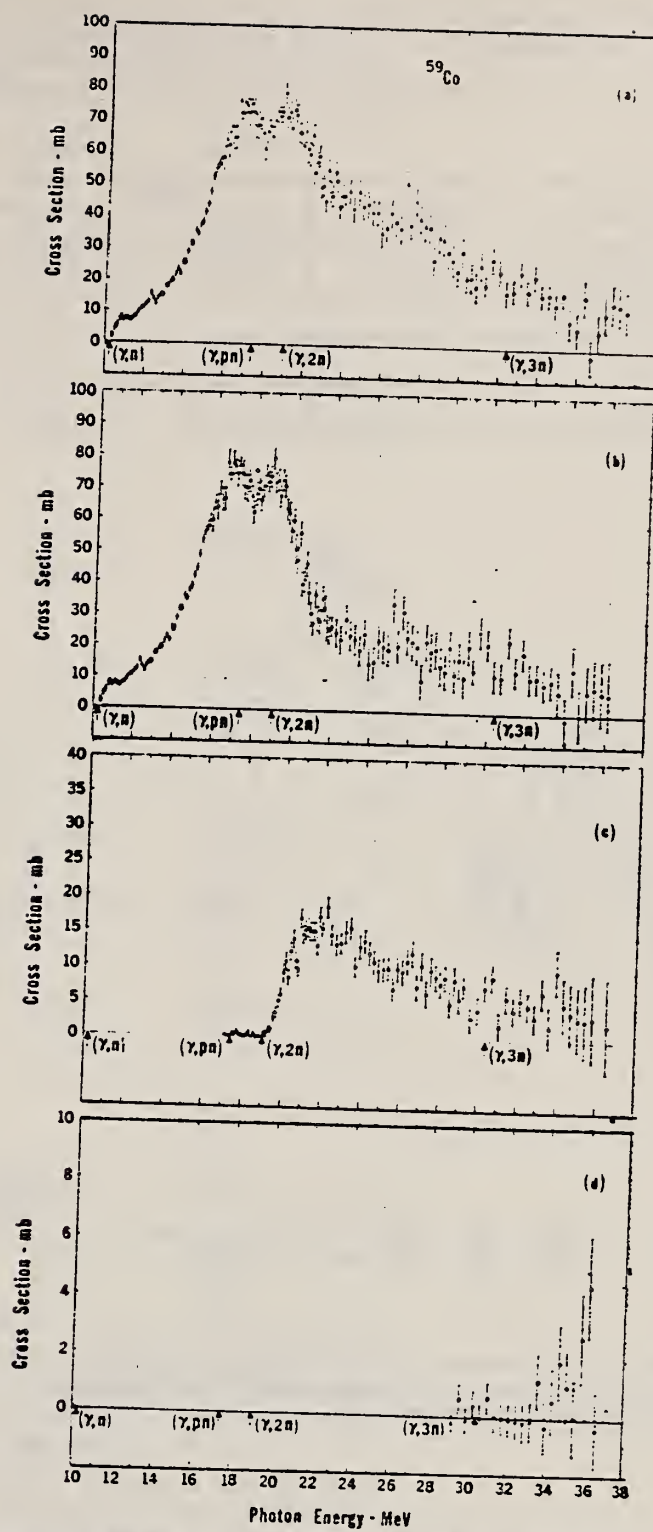 100
90
80
70
60
50
40
30
20
10
0
Cross Section - mb
59Co
(a)
(γ,n)
(γ,pn)
(γ,2n)
(γ,3n)
100
90
80
70
60
50
40
30
20
10
0
Cross Section - mb
(b)
(γ,n)
(γ,pn)
(γ,2n)
(γ,3n)
40
35
30
25
20
15
10
5
0
Cross Section - mb
(c)
(γ,n)
(γ,pn)
(γ,2n)
(γ,3n)
10
8
6
4
2
0
Cross Section - mb
(d)
(γ,n)
(γ,pn)
(γ,2n)
(γ,3n)
10 12 14 16 18 20 22 24 26 28 30 32 34 36 38
Photon Energy - MeV